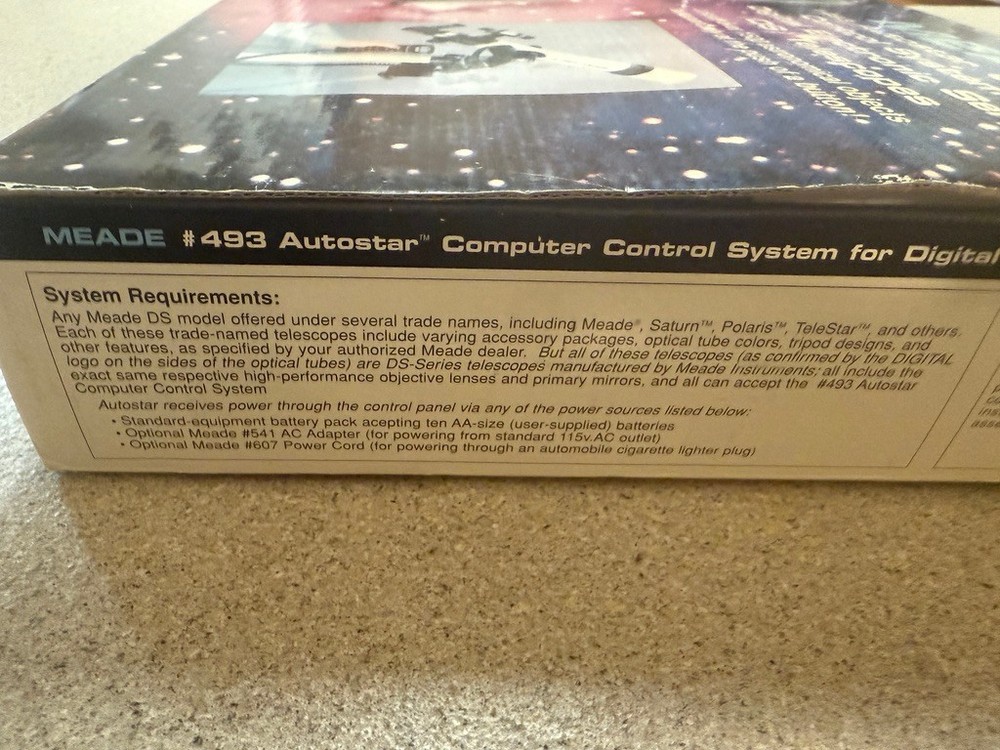 Telescopes
astronomical objects
the press of a button!
MEADE #493 Autostar™ Computer Control System for Digital
System Requirements:
Any Meade DS model offered under several trade names, including Meade®, Saturn™, Polaris™, TeleStar™, and others.
Each of these trade-named telescopes include varying accessory packages, optical tube colors, tripod designs, and
other features, as specified by your authorized Meade dealer. But all of these telescopes (as confirmed by the DIGITAL
logo on the sides of the optical tubes) are DS-Series telescopes manufactured by Meade Instruments; all include the
exact same respective high-performance objective lenses and primary mirrors, and all can accept the #493 Autostar
Computer Control System
Autostar receives power through the control panel via any of the power sources listed below:
• Standard-equipment battery pack acepting ten AA-size (user-supplied) batteries
• Optional Meade #541 AC Adapter (for powering from standard 115v.AC outlet)
• Optional Meade #607 Power Cord (for powering through an automobile cigarette lighter plug)